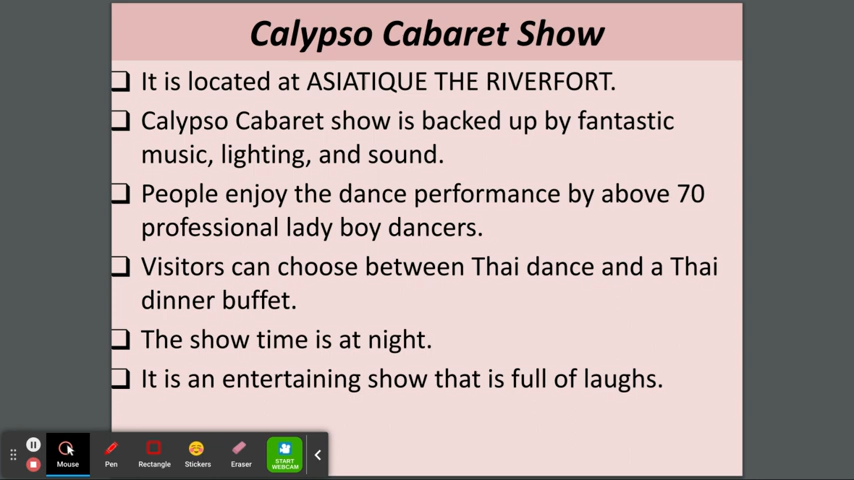 Calypso Cabaret Show
It is located at ASIATIQUE THE RIVERFORT.
Calypso Cabaret show is backed up by fantastic
music, lighting, and sound.
People enjoy the dance performance by above 70
professional lady boy dancers.
Visitors can choose between Thai dance and a Thai
dinner buffet.
The show time is at night.
It is an entertaining show that is full of laughs.
Mouse
Pen
Rectangle
Stickers
Eraser
START
WEBCAM